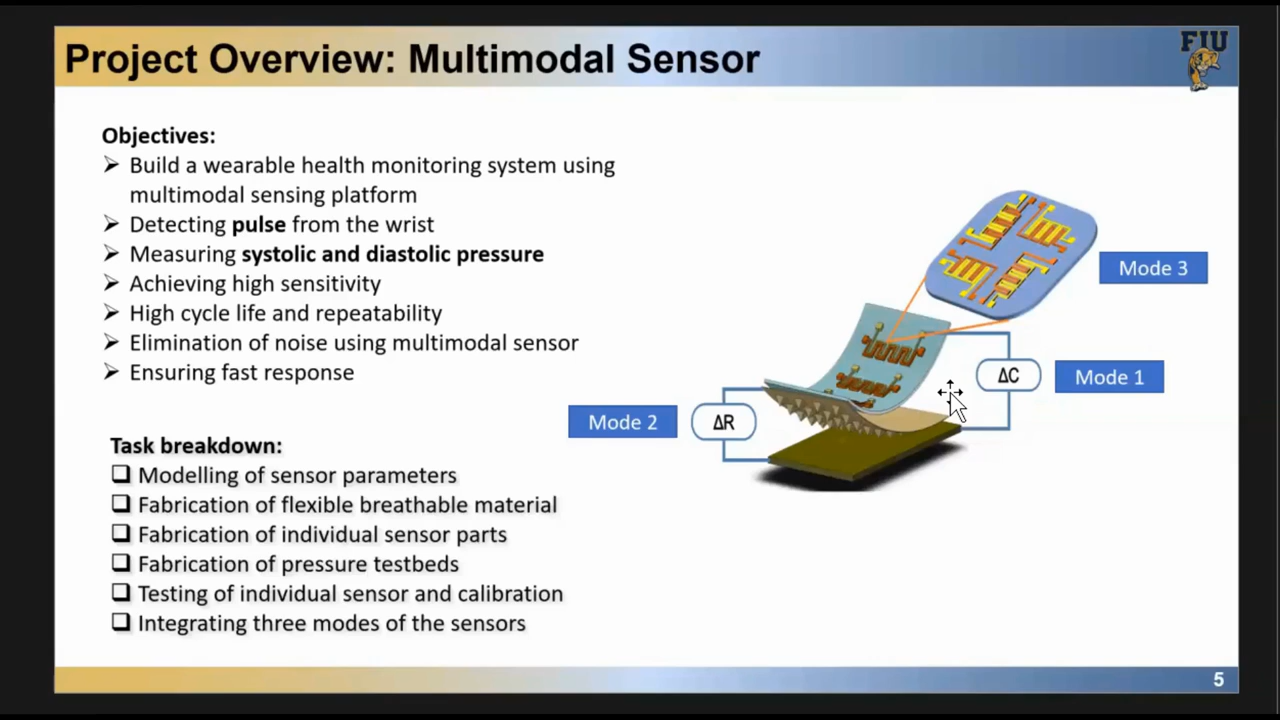 Project Overview: Multimodal Sensor
FIU
Objectives:
Build a wearable health monitoring system using
multimodal sensing platform
Detecting pulse from the wrist
Measuring systolic and diastolic pressure
Achieving high sensitivity
High cycle life and repeatability
Elimination of noise using multimodal sensor
Ensuring fast response
Task breakdown:
Modelling of sensor parameters
Fabrication of flexible breathable material
Fabrication of individual sensor parts
Fabrication of pressure testbeds
Testing of individual sensor and calibration
Integrating three modes of the sensors
Mode 3
ΔC
Mode 1
Mode 2
ΔR
5